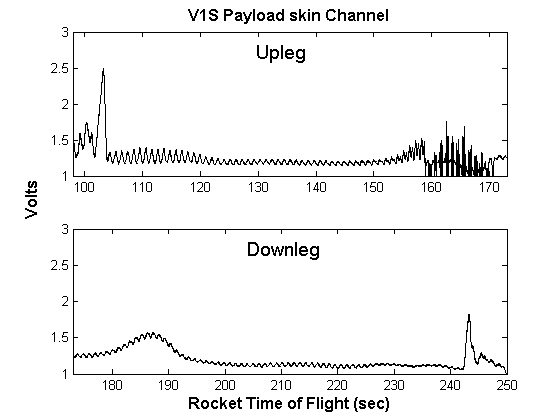 V1S Payload skin Channel
3
2.5
2
1.5
1
Upleg
100 110 120 130 140 150 160 170
Volts
3
2.5
2
1.5
1
Downleg
180 190 200 210 220 230 240 250
Rocket Time of Flight (sec)